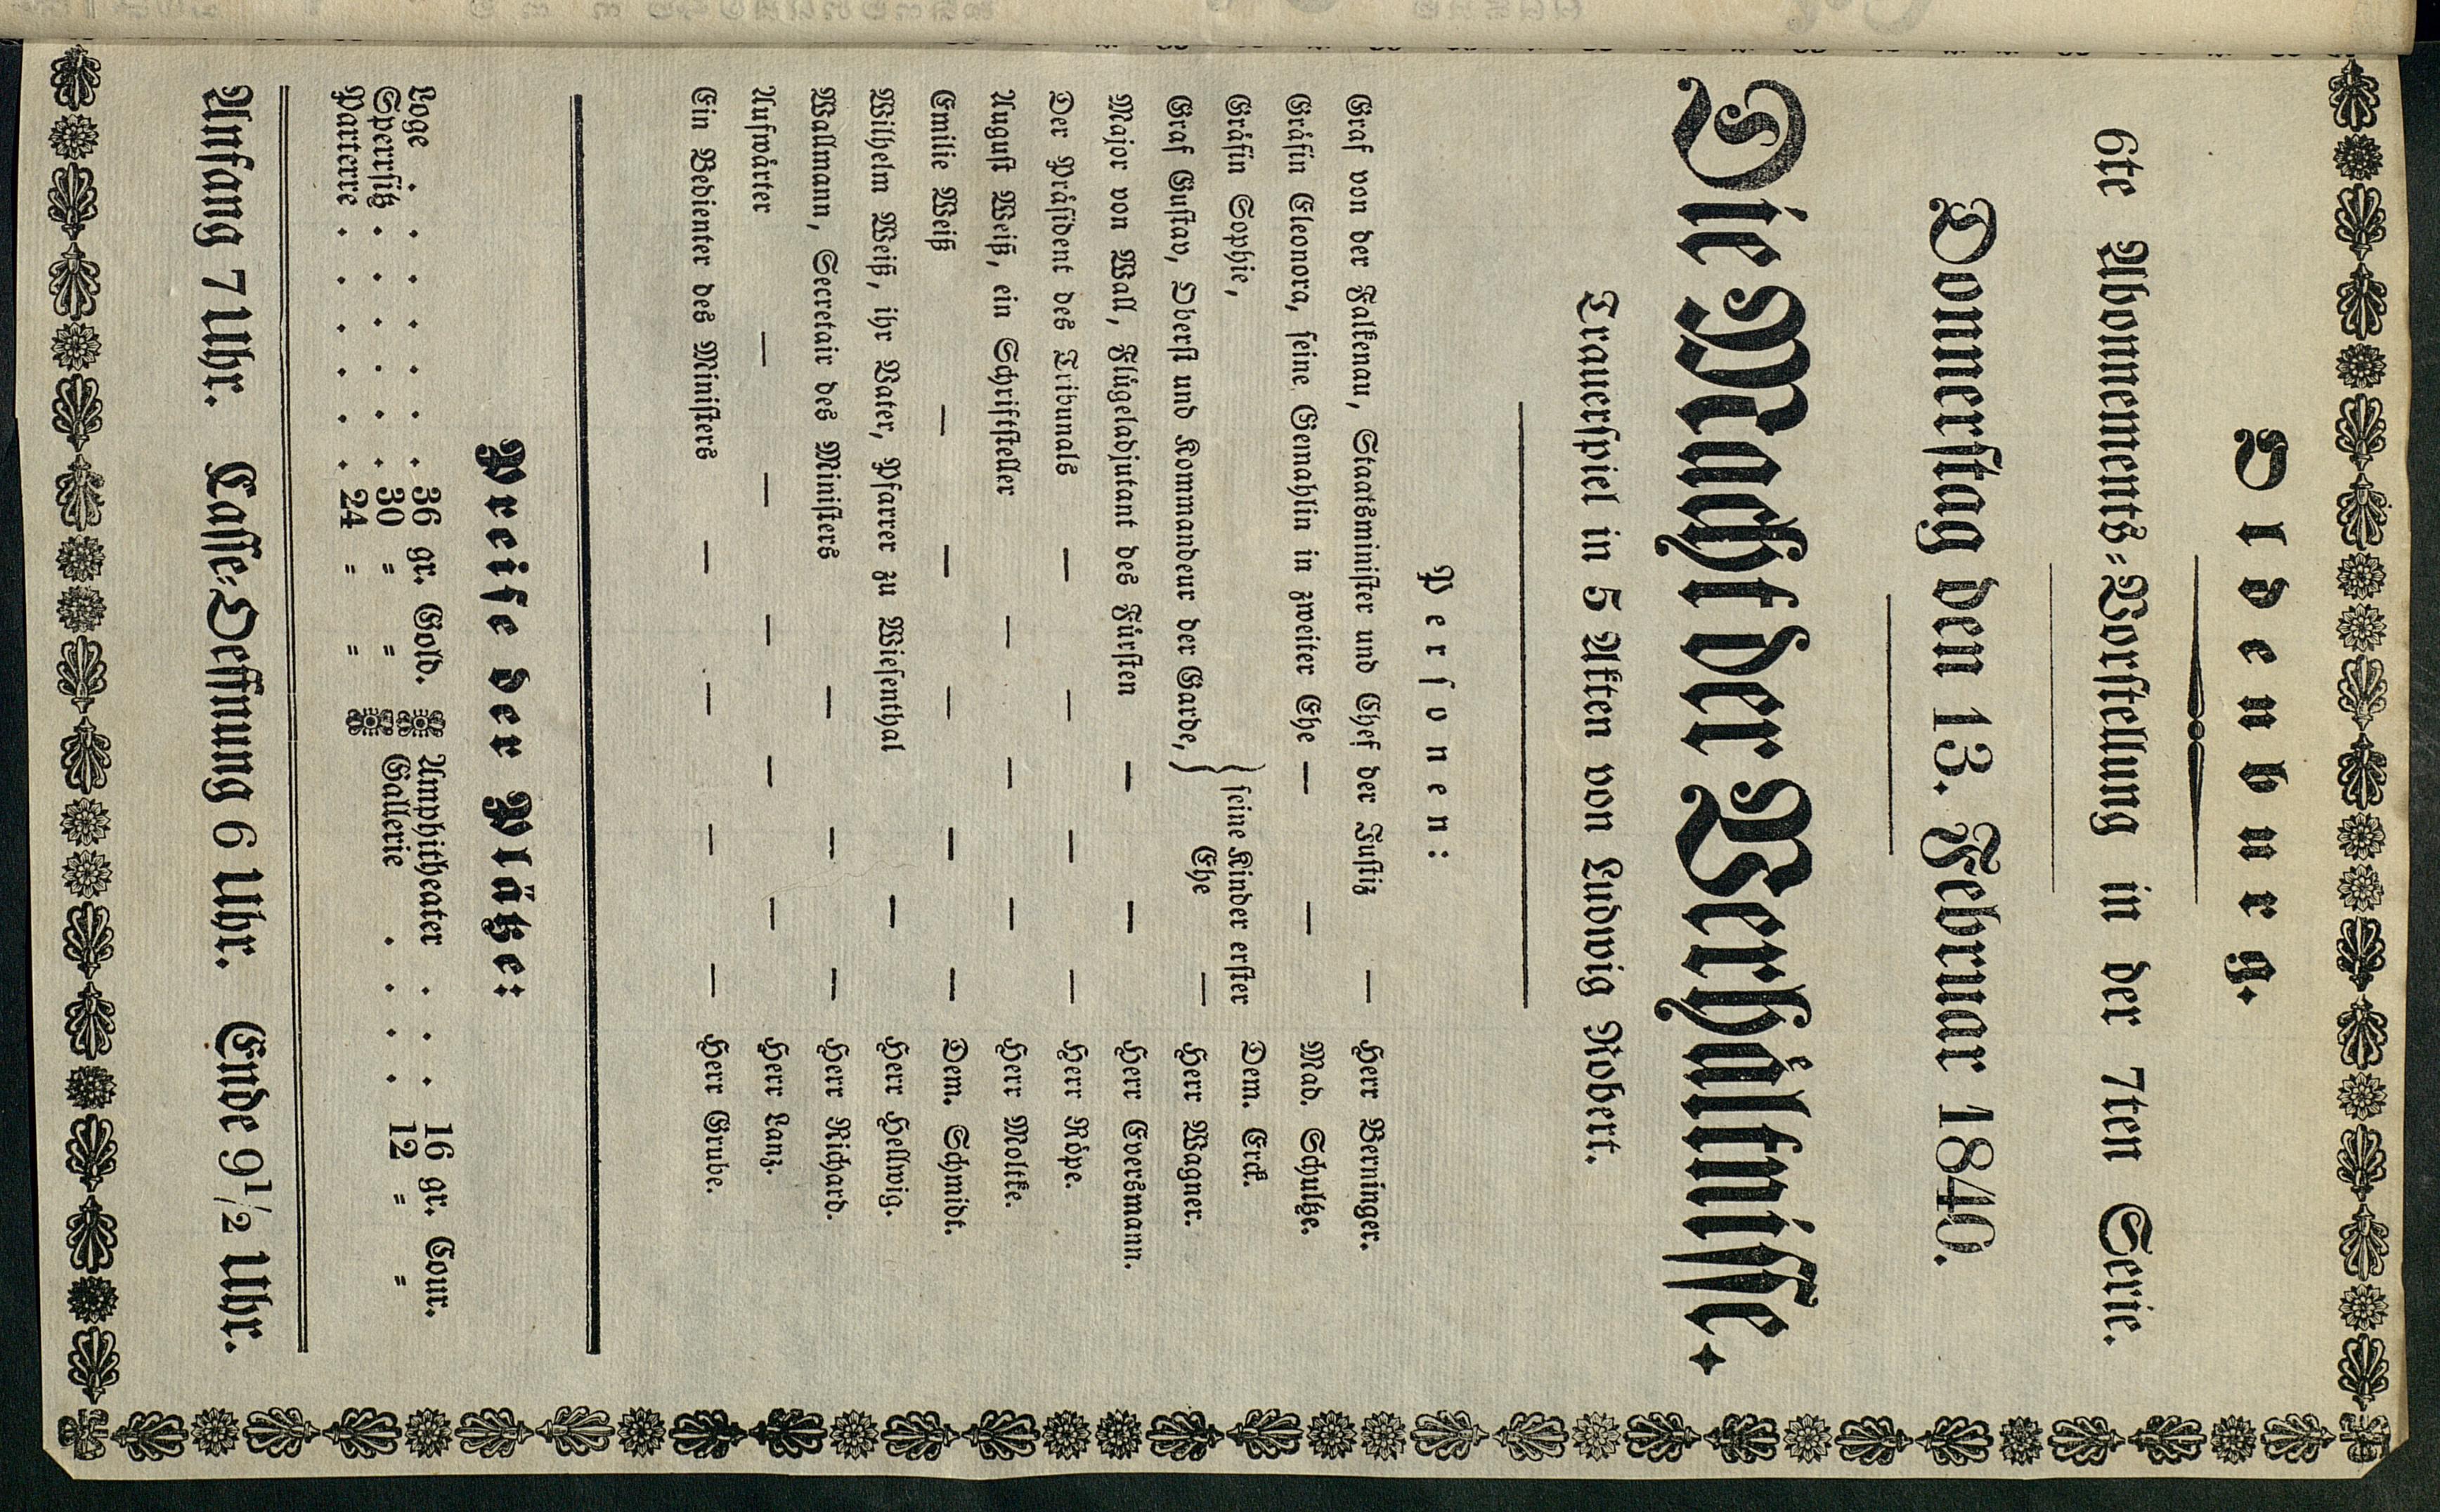 Oldenburg.
6te Abonnements-Vorstellung in der 7ten Serie.
Donnerstag den 13. Februar 1840.
Die Macht der Verhältnisse.
Trauerspiel in 5 Akten von Ludwig Robert.
Personen:
Graf von der Falkenau, Staatsminister und Chef der Justiz — Herr Berninger.
Gräfin Eleonora, seine Gemahlin in zweiter Ehe — — Mad. Schultze.
Gräfin Sophie, } seine Kinder erster Dem. Erck.
Graf Gustav, Oberst und Kommandeur der Garde, } Ehe — Herr Wagner.
Major von Wall, Flügeladjutant des Fürsten — — Herr Eversmann.
Der Präsident des Tribunals — — — — Herr Röpe.
August Weiß, ein Schriftsteller — — — Herr Moltke.
Emilie Weiß — — — — — Dem. Schmidt.
Wilhelm Weiß, ihr Vater, Pfarrer zu Wiesenthal — Herr Hellwig.
Wallmann, Secretair des Ministers — — — Herr Richard.
Aufwärter — — — — — Herr Lanz.
Ein Bedienter des Ministers — — — — Herr Grube.
Preise der Plätze:
Loge . . . . . . . 36 gr. Gold. Amphitheater . . . 16 gr. Cour.
Sperrsitz . . . . . . 30 " " Gallerie . . . . 12 " "
Parterre . . . . . . 24 " "
Anfang 7 Uhr. Casse-Oeffnung 6 Uhr. Ende 9 1/2 Uhr.